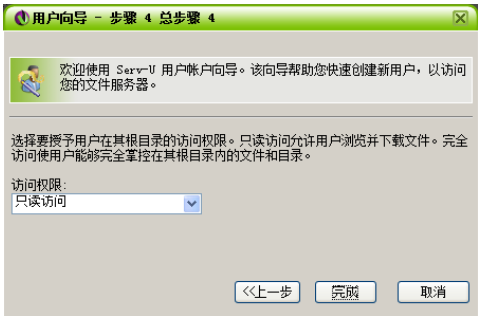 用户向导 - 步骤 4 总步骤 4
欢迎使用 Serv-U 用户帐户向导。该向导帮助您快速创建新用户，以访问
您的文件服务器。
选择要授予用户在其根目录的访问权限。只读访问允许用户浏览并下载文件。完全
访问使用户能够完全掌控在其根目录内的文件和目录。
访问权限:
只读访问
<<上一步 完成 取消